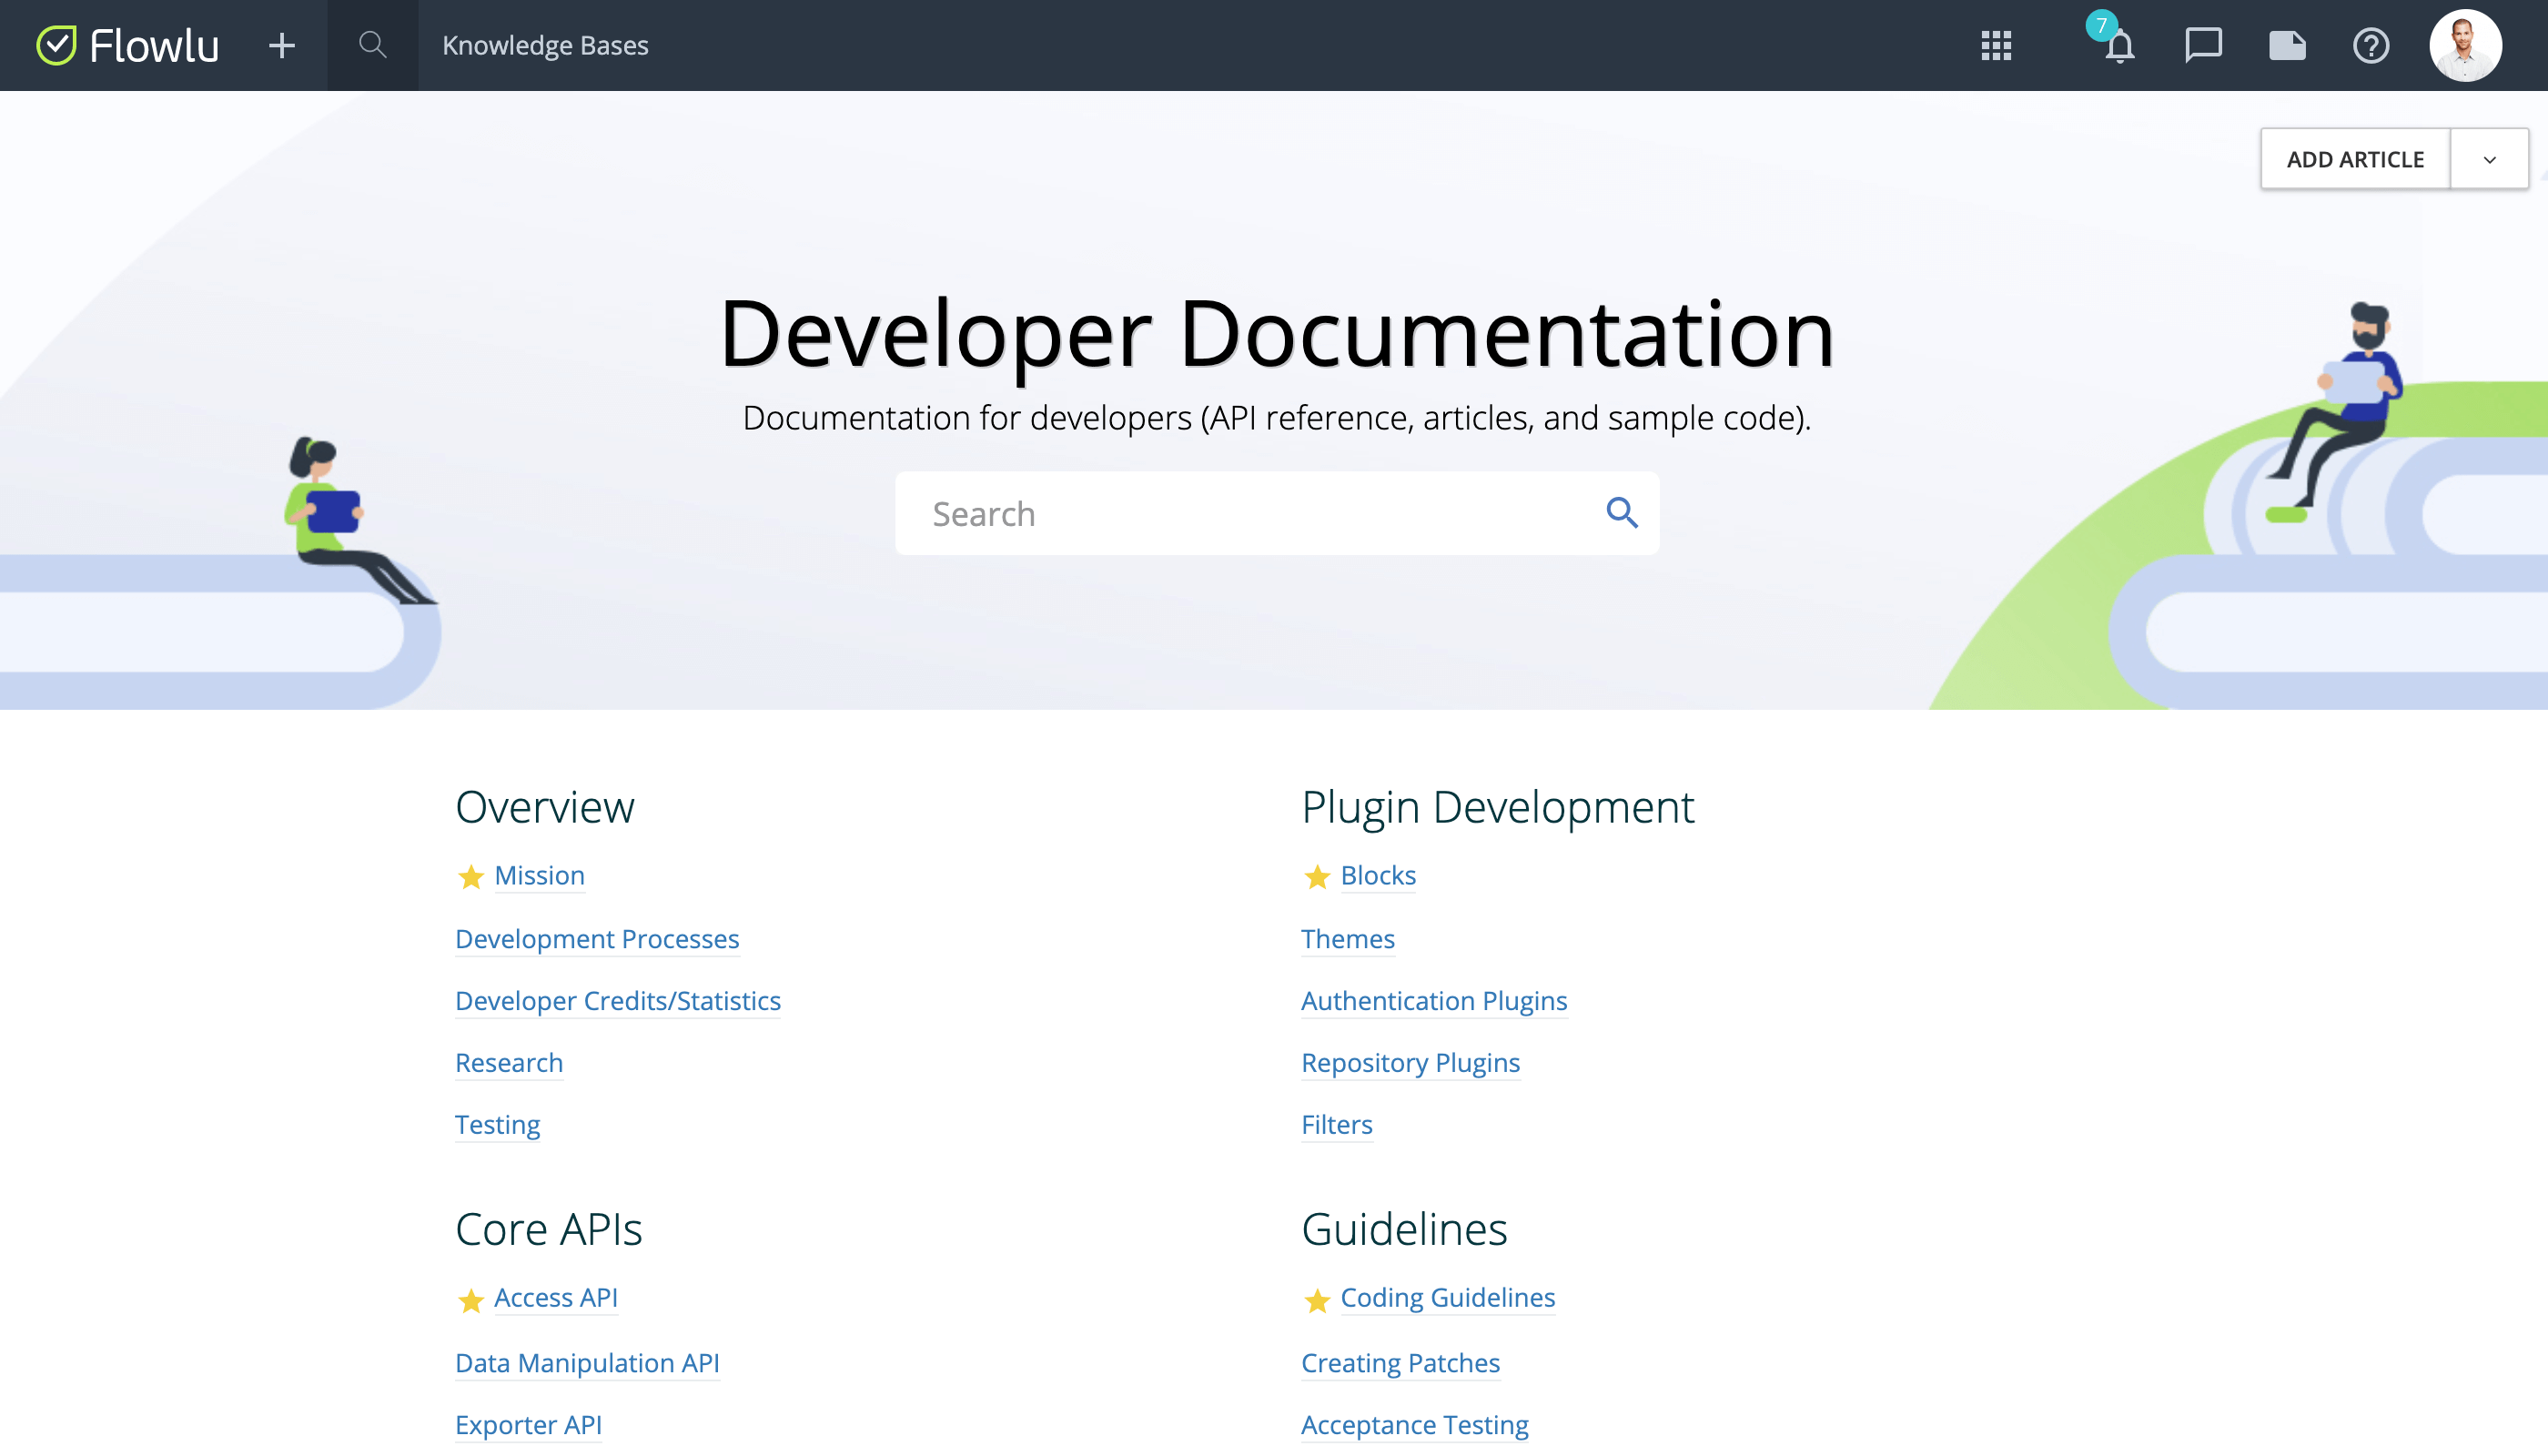 Flowlu
Knowledge Bases
7
ADD ARTICLE
Developer Documentation
Documentation for developers (API reference, articles, and sample code).
Search
Overview
Mission
Development Processes
Developer Credits/Statistics
Research
Testing
Plugin Development
Blocks
Themes
Authentication Plugins
Repository Plugins
Filters
Core APIs
Access API
Data Manipulation API
Exporter API
Guidelines
Coding Guidelines
Creating Patches
Acceptance Testing